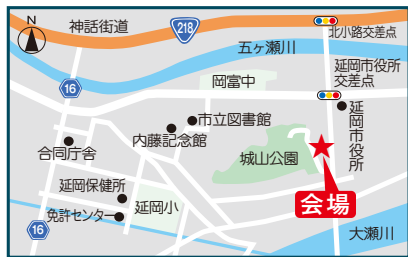 N
神話街道
218
北小路交差点
五ヶ瀬川
延岡市役所
交差点
16
岡富中
延岡市役所
市立図書館
内藤記念館
合同庁舎
城山公園
延岡保健所
延岡小
免許センター
会場
16
大瀬川